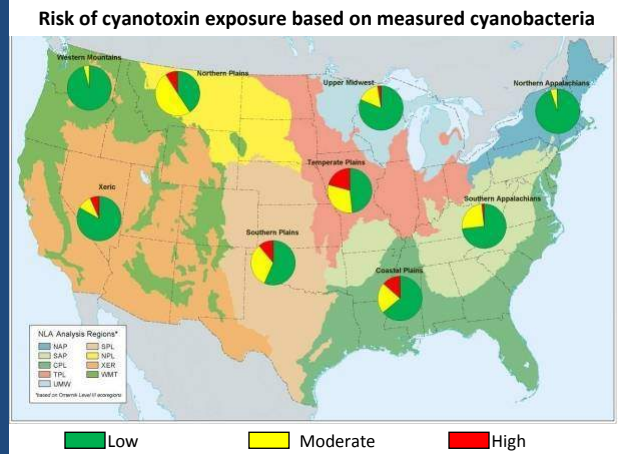 Risk of cyanotoxin exposure based on measured cyanobacteria
Western Mountains
Northern Plains
Upper Midwest
Northern Appalachians
Temperate Plains
Xeric
Southern Appalachians
Southern Plains
Coastal Plains
NLA Analysis Regions*
NAP SPL
SAP NPL
CPL XER
TPL WMT
UMW
*based on Omernik Level III ecoregions
Low Moderate High